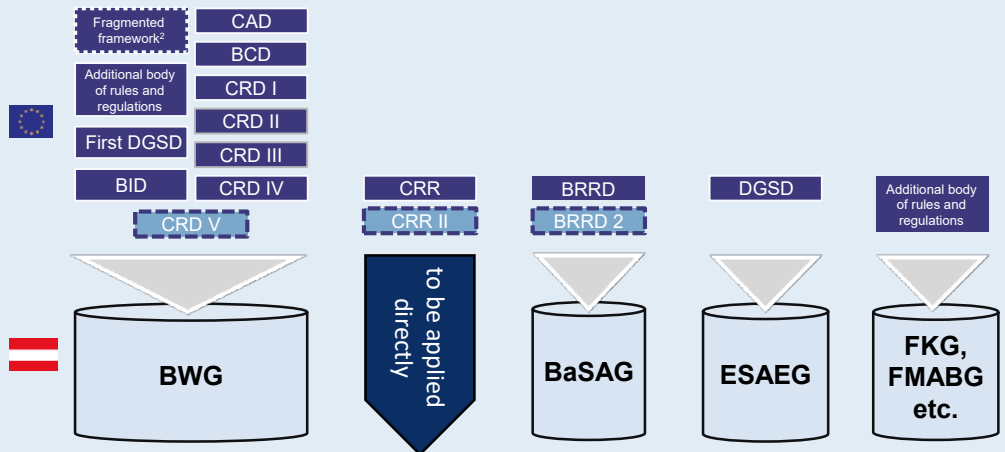 Fragmented
framework²
CAD
BCD
Additional body
of rules and
regulations
CRD I
CRD II
First DGSD
CRD III
BID
CRD IV
CRD V
CRR
CRR II
BRRD
BRRD 2
DGSD
Additional body
of rules and
regulations
BWG
to be applied
directly
BaSAG
ESAEG
FKG,
FMABG
etc.